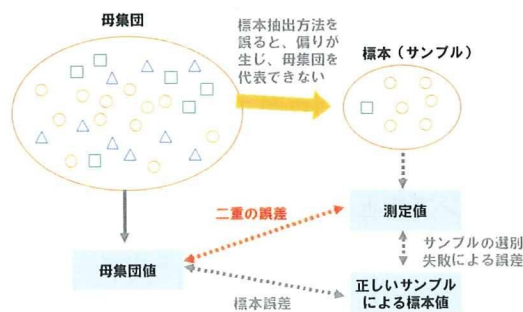 母集団
標本抽出方法を
誤ると、偏りが
生じ、母集団を
代表できない
標本（サンプル）
二重の誤差
測定値
母集団値
サンプルの選別
失敗による誤差
標本誤差
正しいサンプル
による標本値